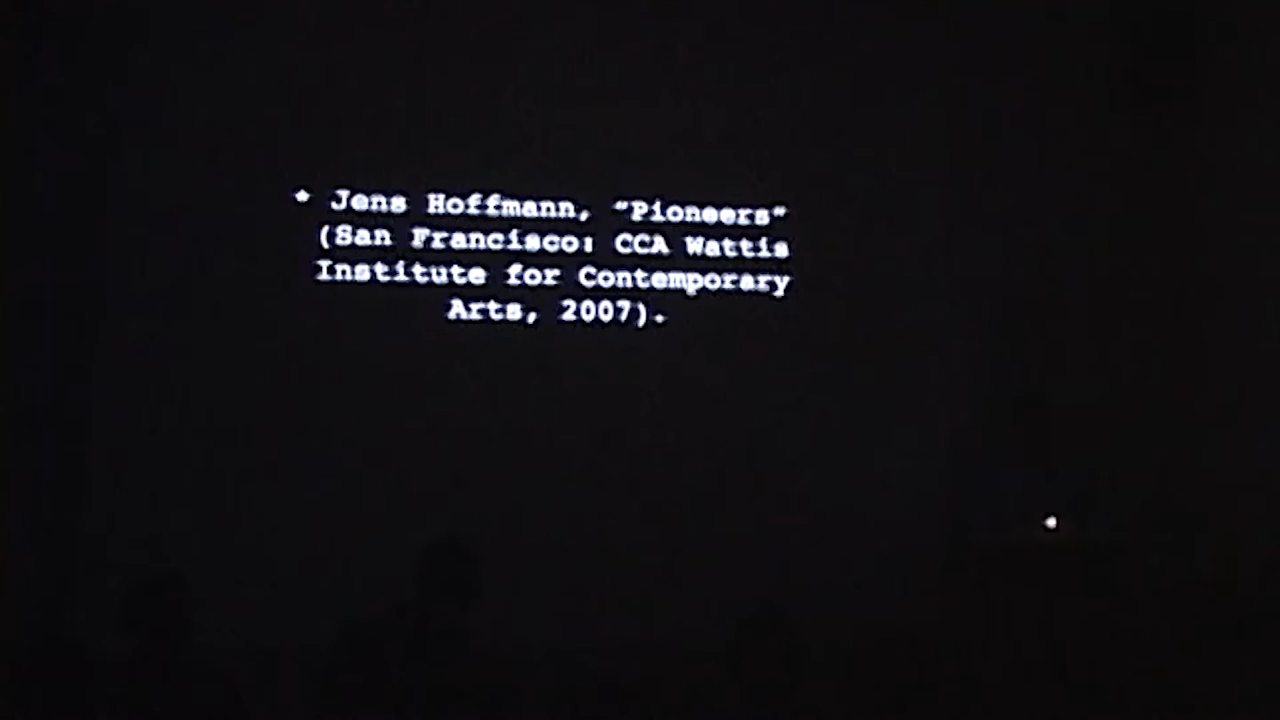 * Jens Hoffmann, “Pioneers”
(San Francisco: CCA Wattis
Institute for Contemporary
Arts, 2007).